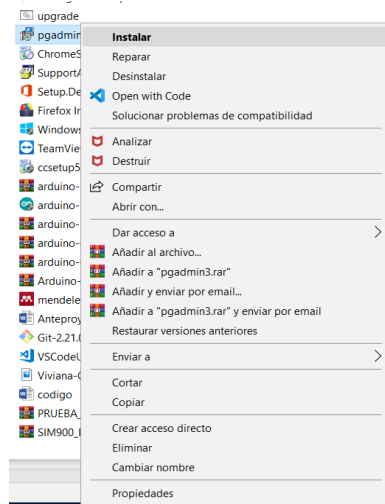 upgrade
pgadmin
Instalar
ChromeS
Reparar
SupportA
Desinstalar
Setup.De
Open with Code
Firefox In
Solucionar problemas de compatibilidad
Windows
Analizar
TeamVie
Destruir
ccsetup5
arduino-
Compartir
arduino-
Abrir con...
arduino-
Dar acceso a
arduino-
Añadir al archivo...
arduino-
Añadir a "pgadmin3.rar"
Arduino-
Añadir y enviar por email...
mendele
Añadir a "pgadmin3.rar" y enviar por email
Anteproy
Restaurar versiones anteriores
Git-2.21.0
VSCodeU
Enviar a
Viviana-C
Cortar
codigo
Copiar
PRUEBA_
Crear acceso directo
SIM900_
Eliminar
Cambiar nombre
Propiedades